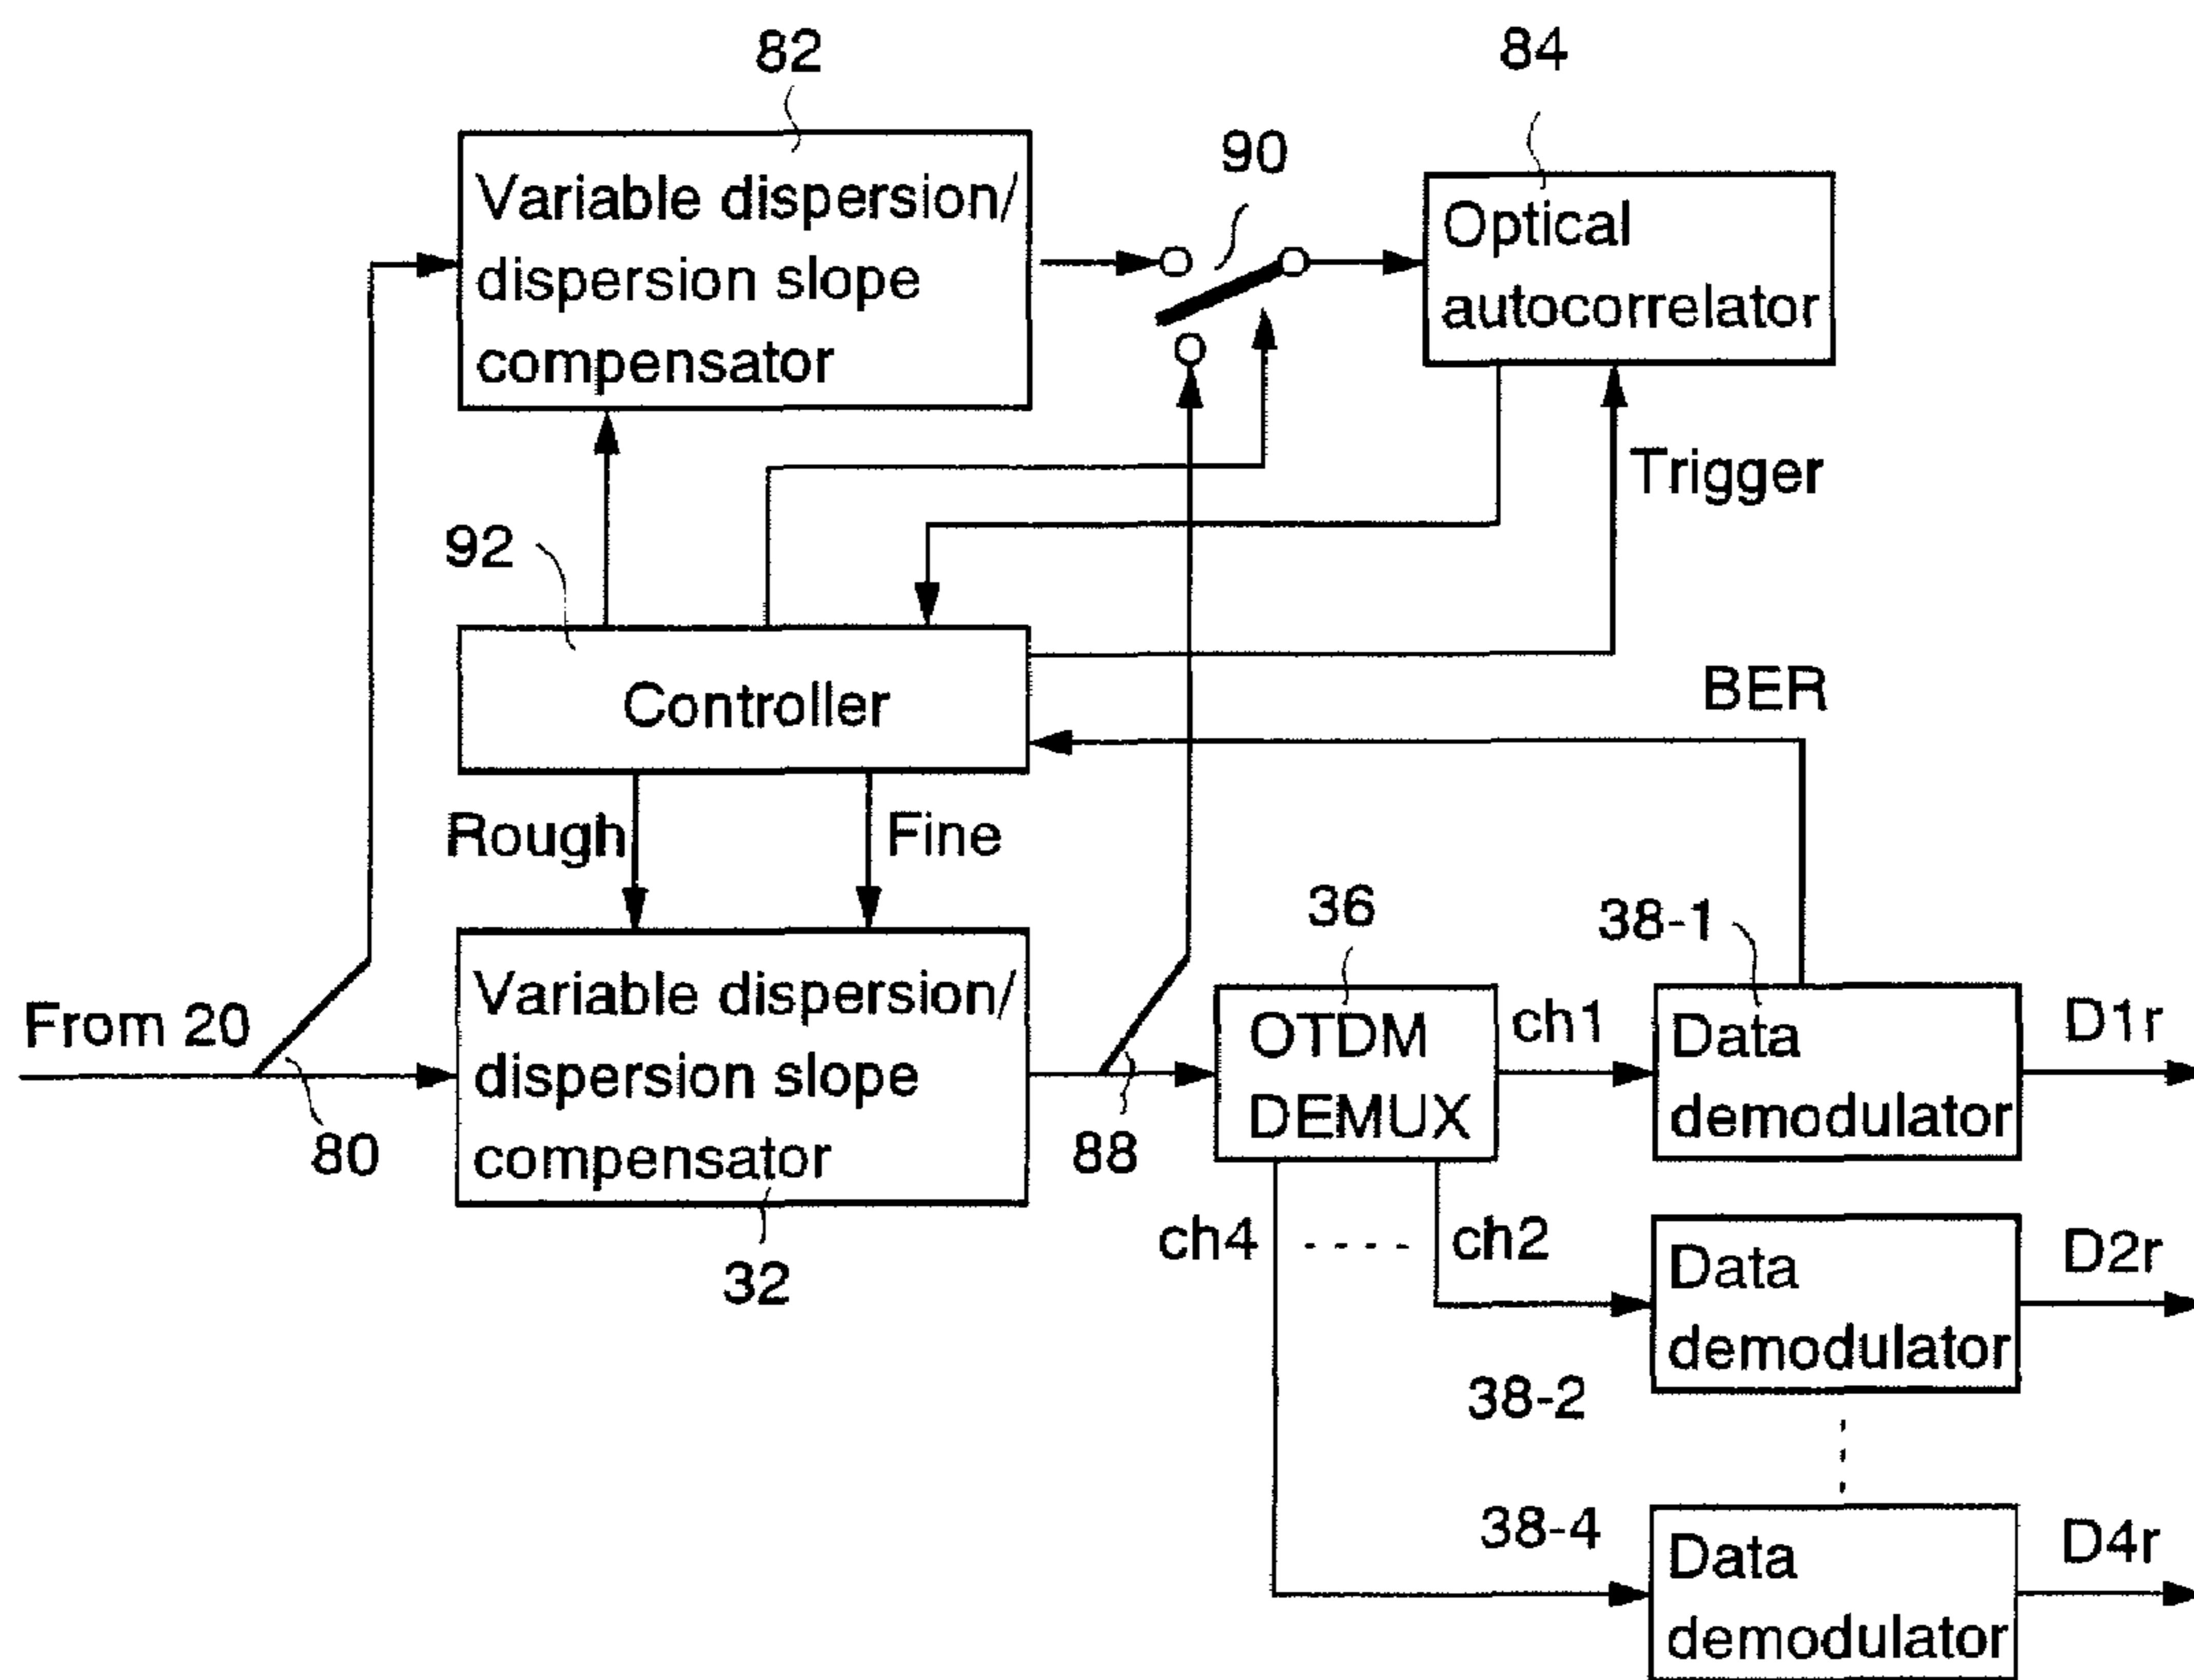 82
84
90
Variable dispersion/
dispersion slope
compensator
Optical
autocorrelator
Trigger
92
Controller
BER
Rough
Fine
36
38-1
From 20
Variable dispersion/
dispersion slope
compensator
OTDM
DEMUX
ch1
Data
demodulator
D1r
80
88
32
ch4
ch2
Data
demodulator
D2r
38-2
38-4
Data
demodulator
D4r